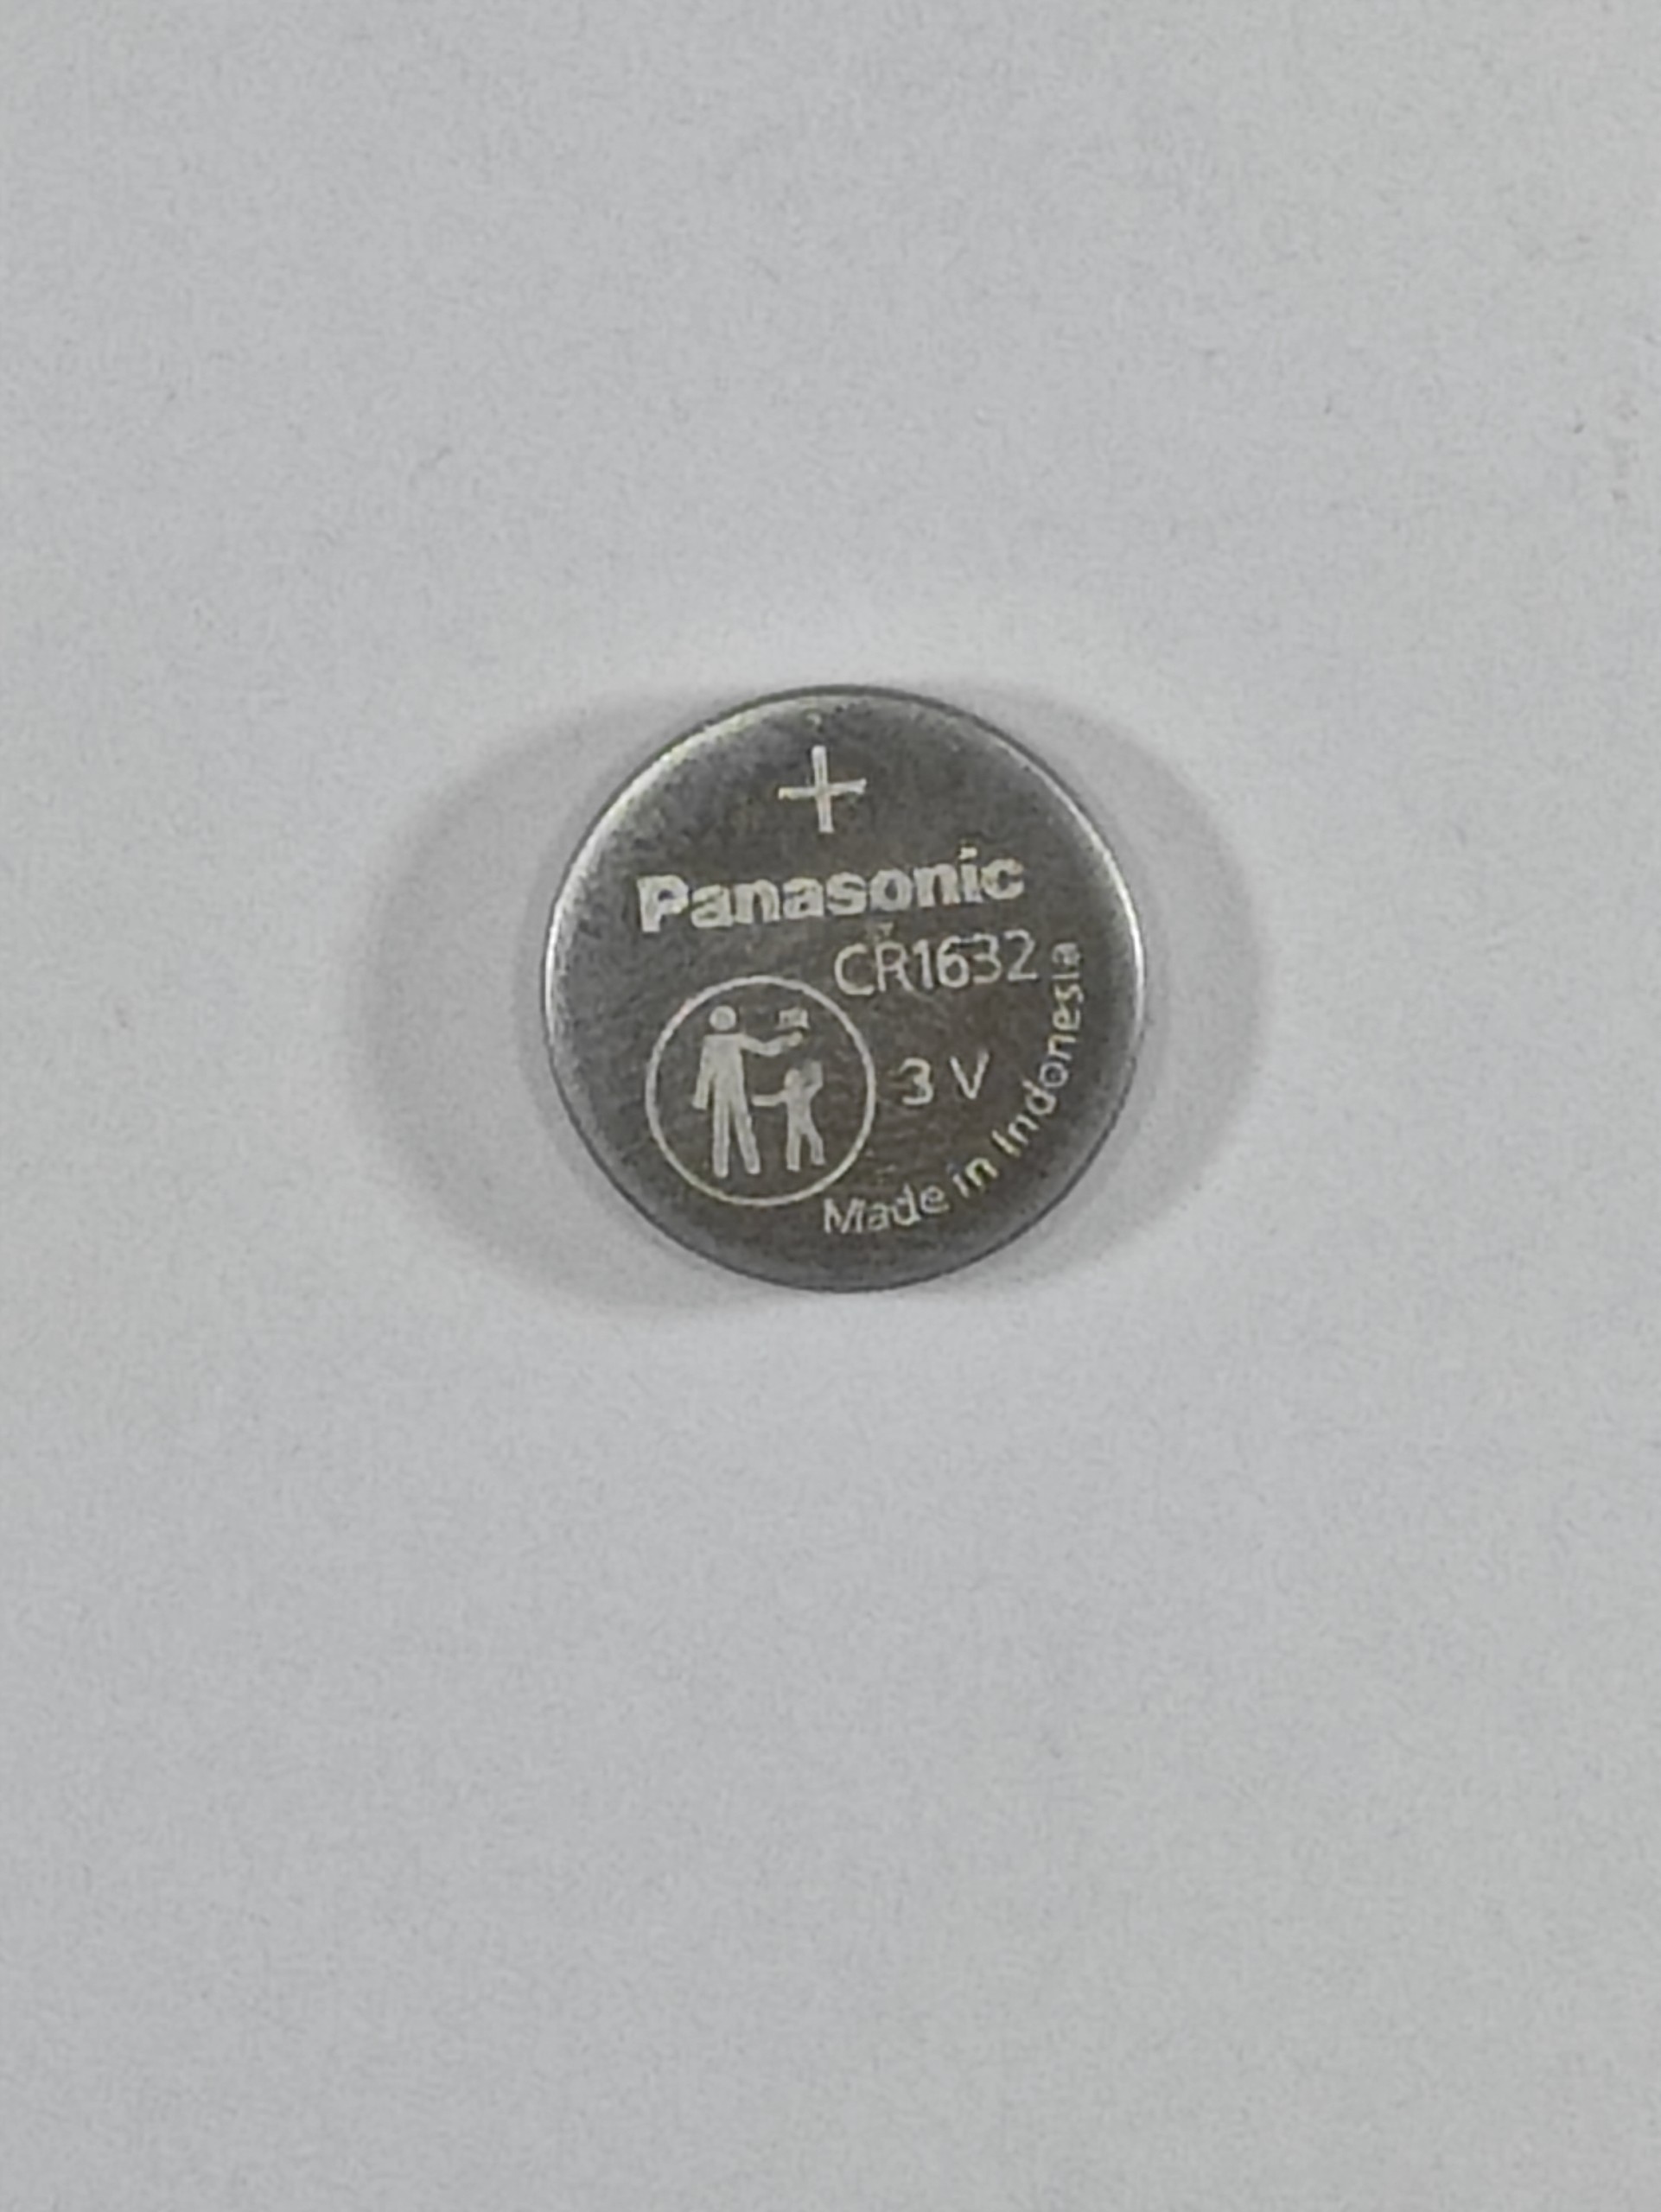 +
Panasonic
CR1632
3 V
Made in Indonesia